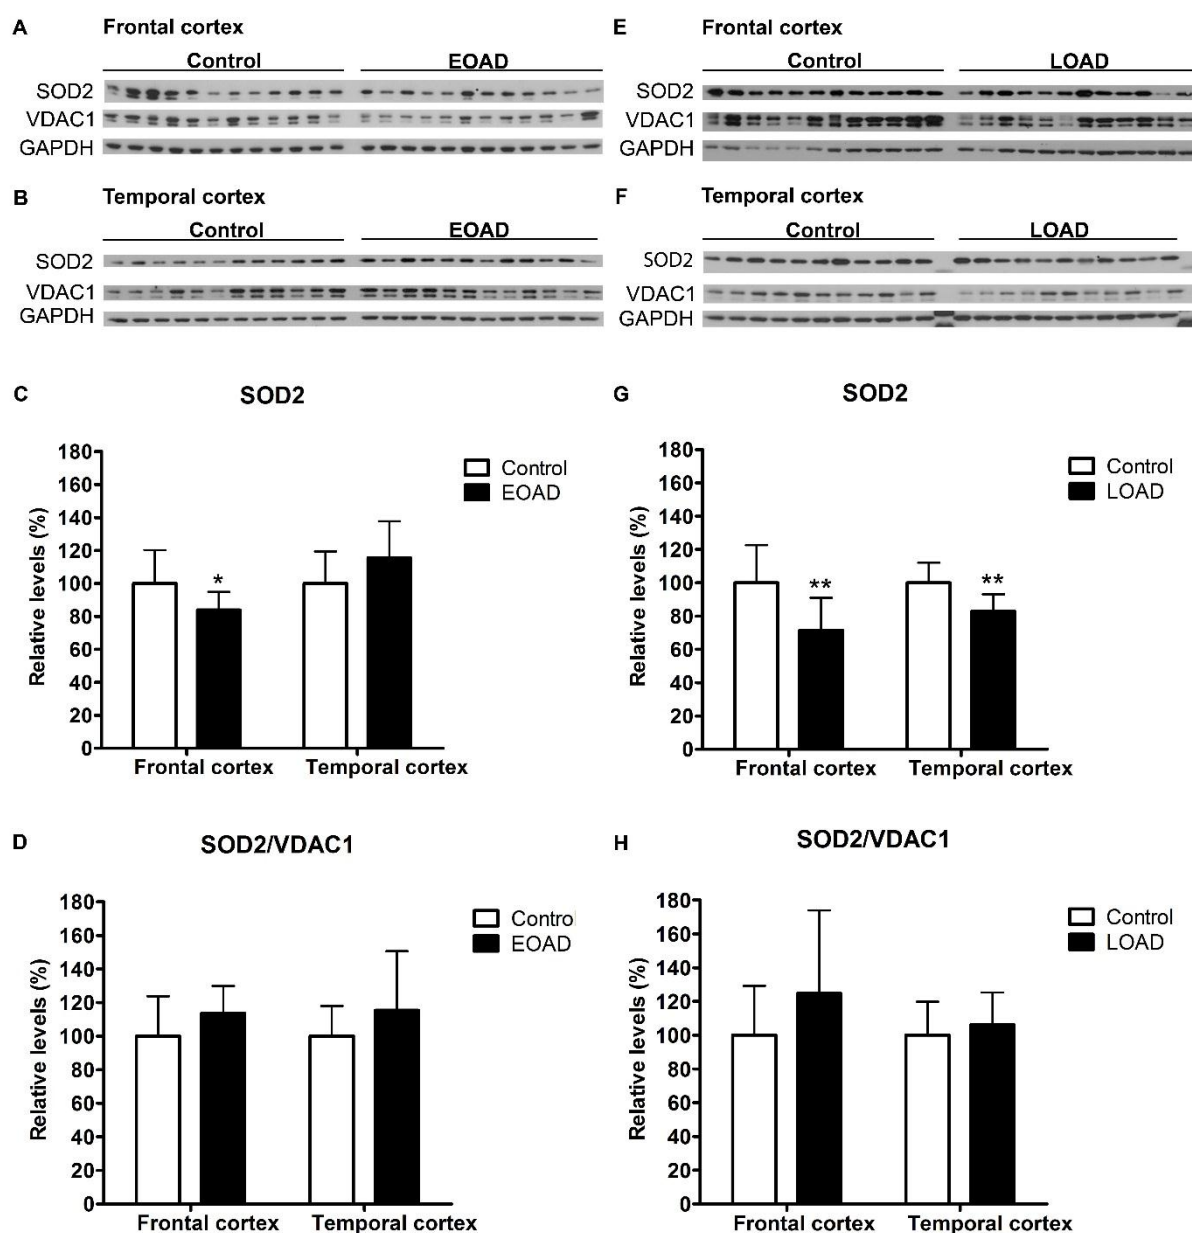 A Frontal cortex
Control EOAD
SOD2
VDAC1
GAPDH
B Temporal cortex
Control EOAD
SOD2
VDAC1
GAPDH
E Frontal cortex
Control LOAD
SOD2
VDAC1
GAPDH
F Temporal cortex
Control LOAD
SOD2
VDAC1
GAPDH
C SOD2
Relative levels (%)
180
160
140
120
100
80
60
40
20
0
Control
EOAD
*
Frontal cortex Temporal cortex
G SOD2
Relative levels (%)
180
160
140
120
100
80
60
40
20
0
Control
LOAD
** **
Frontal cortex Temporal cortex
D SOD2/VDAC1
Relative levels (%)
180
160
140
120
100
80
60
40
20
0
Control
EOAD
Frontal cortex Temporal cortex
H SOD2/VDAC1
Relative levels (%)
180
160
140
120
100
80
60
40
20
0
Control
LOAD
Frontal cortex Temporal cortex